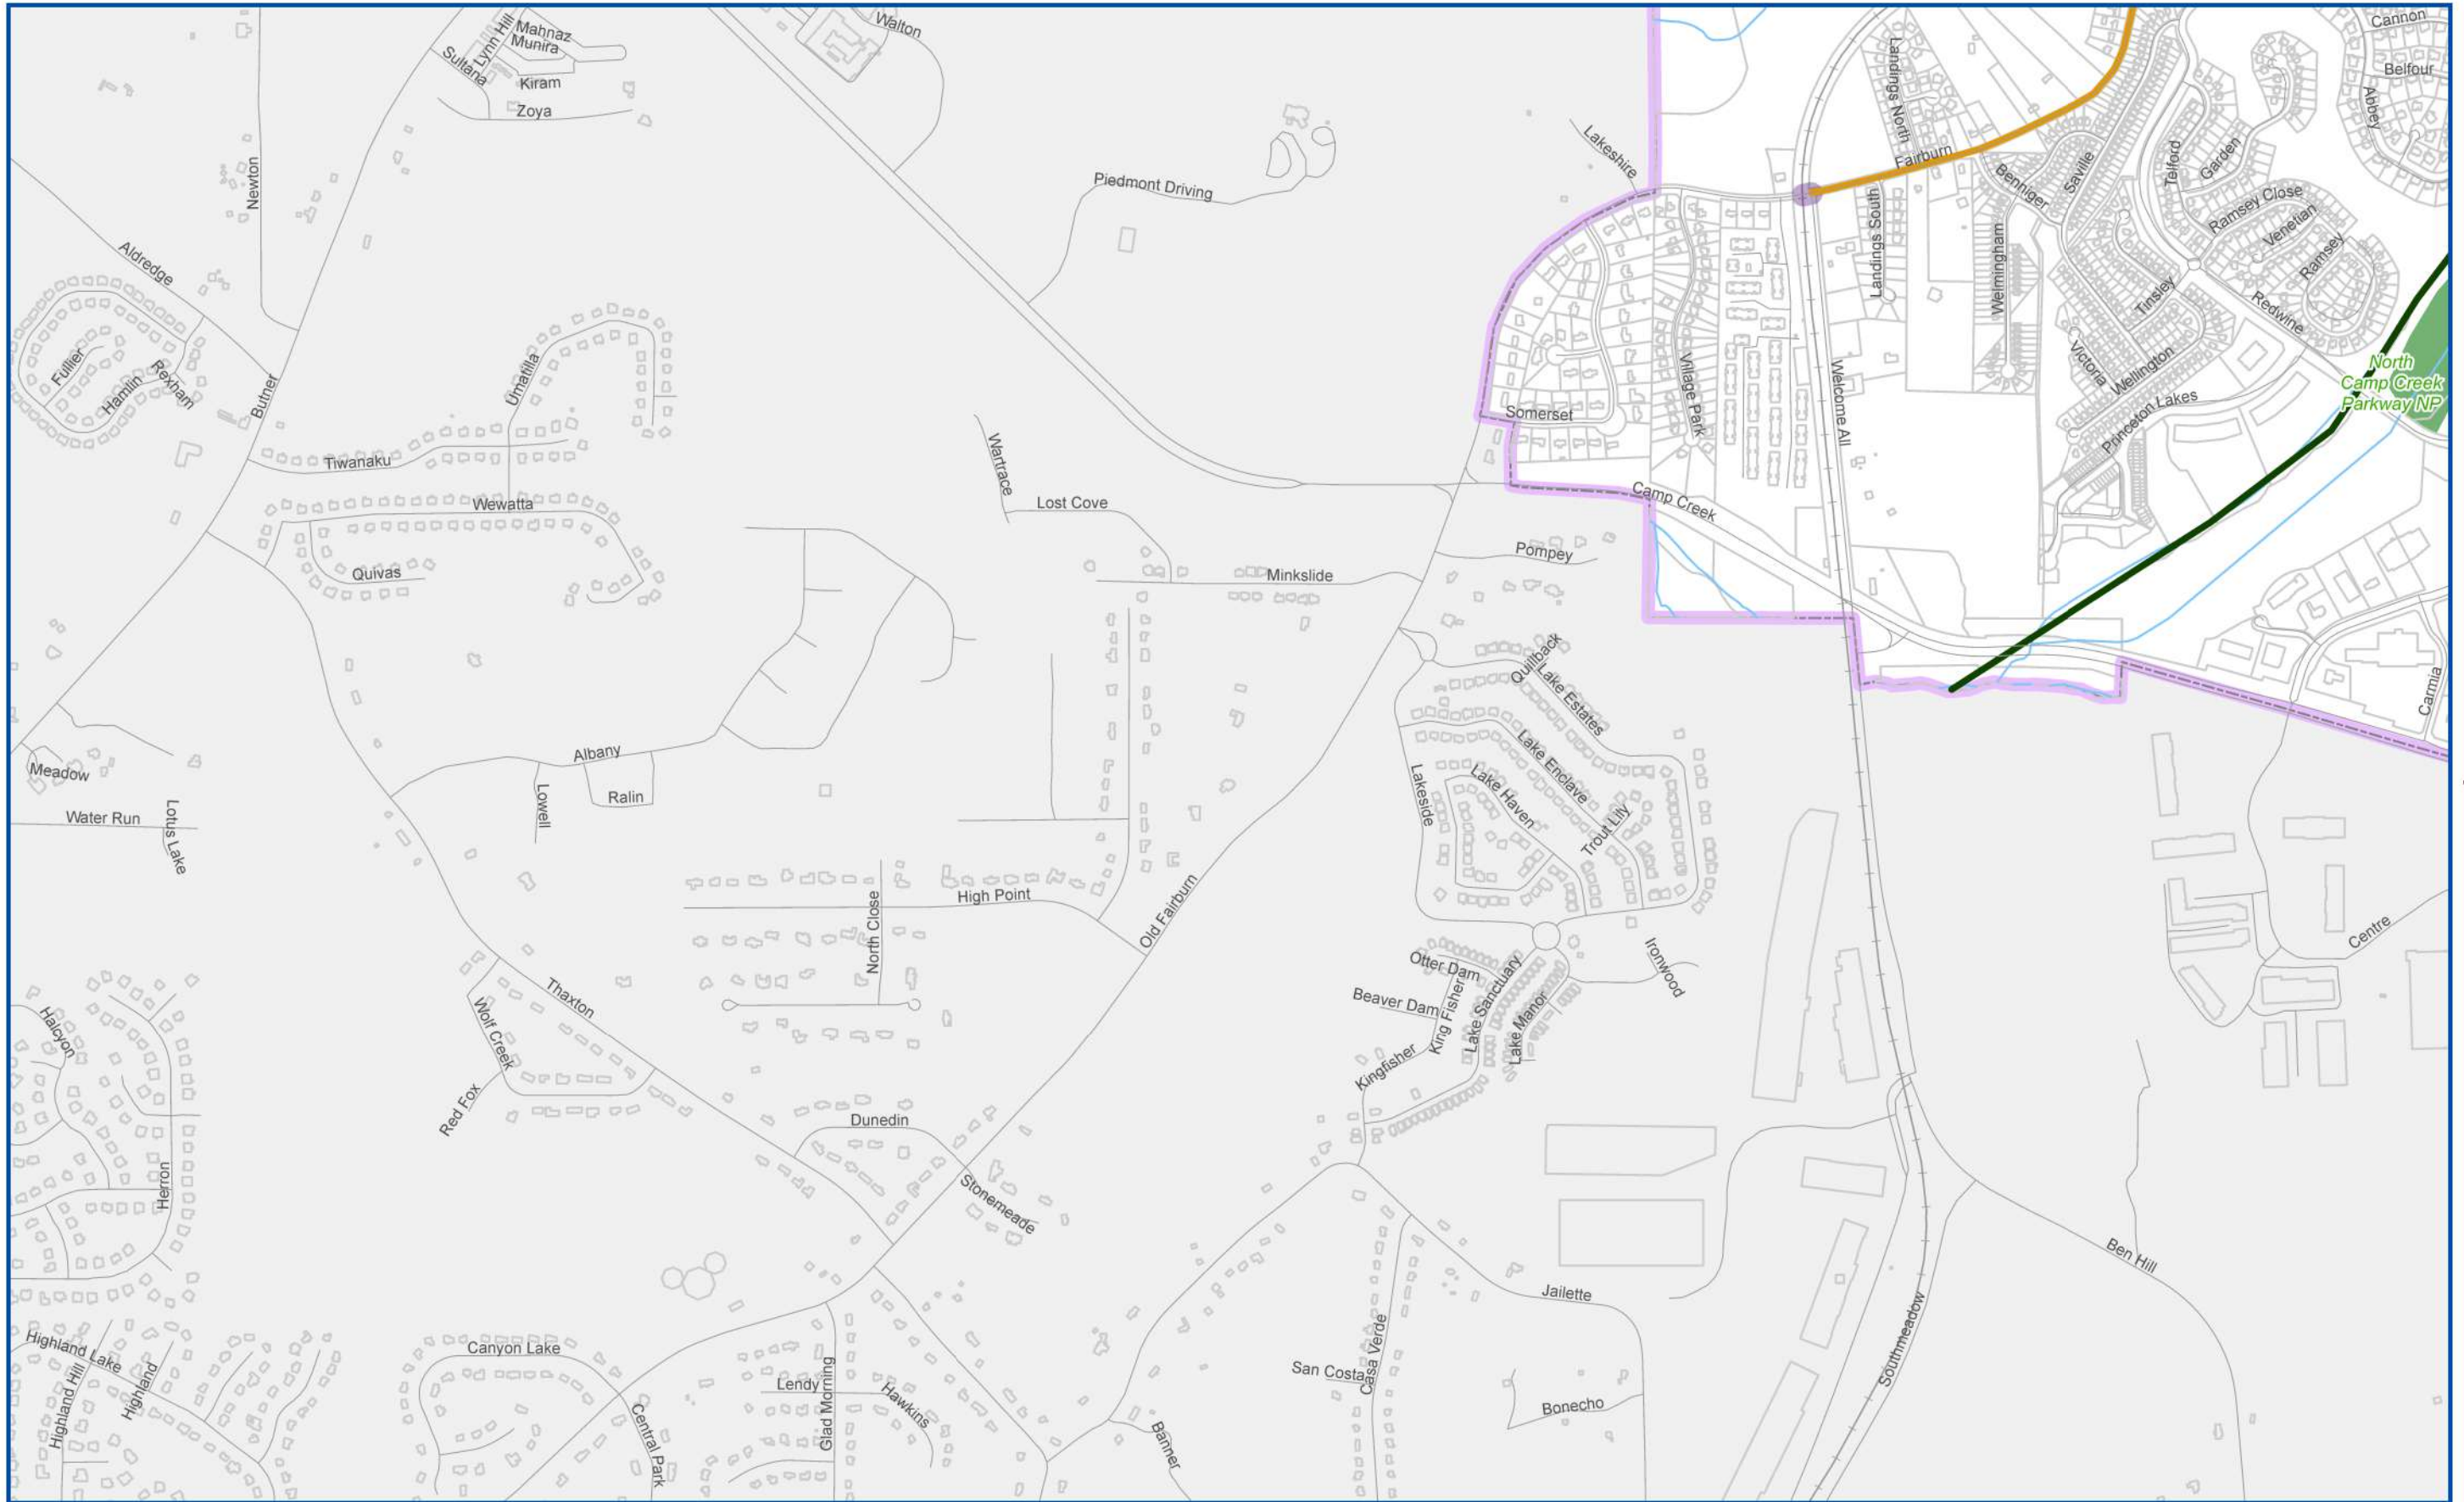 Mahnaz
Munira
Lynn Hill
Sultana
Kiram
Zoya
Walton
Cannon
Belfour
Abbey
Landings North
Fairburn
Lakeshire
Newton
Piedmont Driving
Benniger
Saville
Telford
Garden
Ramsey Close
Venetian
Ramsey
Landings South
Welmingham
Aldredge
Tinsley
Redwine
Fullier
Hamlin
Rexham
Butner
Umatilla
Village Park
Welcome All
Victoria
Wellington
Princeton Lakes
North
Camp Creek
Parkway NP
Somerset
Tiwanaku
Wartrace
Wewatta
Lost Cove
Camp Creek
Quivas
Minkslide
Pompey
Quillback
Lake Estates
Carmia
Albany
Lake Enclave
Meadow
Lowell
Ralin
Lakeside
Lake Haven
Trout Lily
Water Run
Lotus Lake
High Point
North Close
Old Fairburn
Centre
Otter Dam
Ironwood
Beaver Dam
King Fisher
Lake Sanctuary
Lake Manor
Thaxton
Wolf Creek
Halcyon
Kingfisher
Red Fox
Dunedin
Herron
Stonemeade
Ben Hill
Jailette
Southmeadow
Highland Lake
Highland Hill
Highland
Canyon Lake
Casa Verde
San Costa
Lendy
Glad Morning
Hawkins
Central Park
Bonecho
Banner